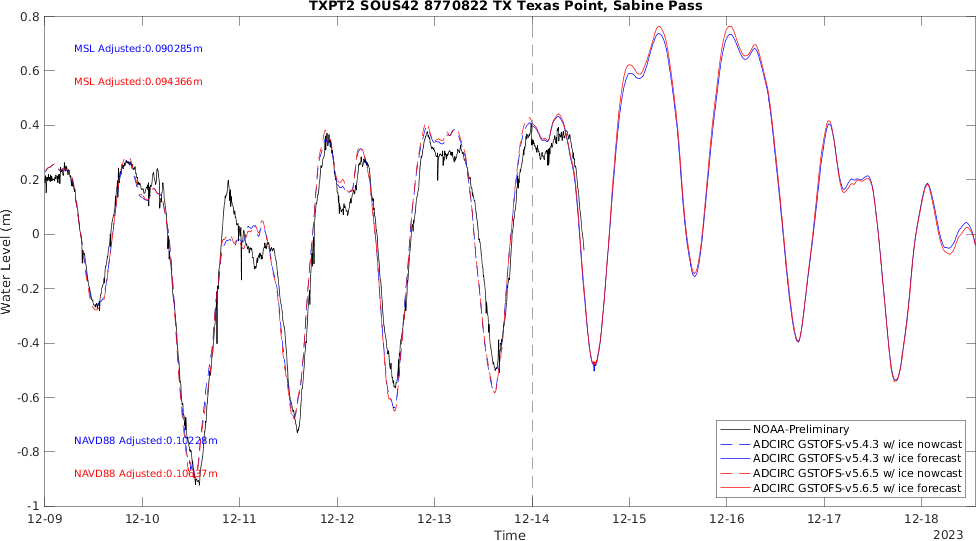 TXPT2 SOUS42 8770822 TX Texas Point, Sabine Pass
0.8
0.6
0.4
0.2
0
-0.2
-0.4
-0.6
-0.8
-1
Water Level (m)
MSL Adjusted:0.090285m
MSL Adjusted:0.094366m
NAVD88 Adjusted:0.10228m
NAVD88 Adjusted:0.10637m
NOAA-Preliminary
ADCIRC GSTOFS-v5.4.3 w/ ice nowcast
ADCIRC GSTOFS-v5.4.3 w/ ice forecast
ADCIRC GSTOFS-v5.6.5 w/ ice nowcast
ADCIRC GSTOFS-v5.6.5 w/ ice forecast
12-09 12-10 12-11 12-12 12-13 12-14 12-15 12-16 12-17 12-18
Time
2023